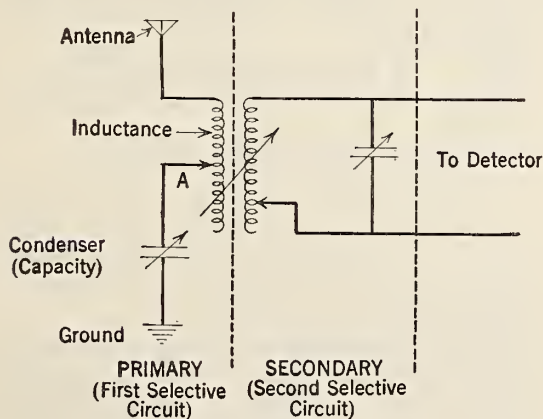 Antenna
Inductance
A
To Detector
Condenser
(Capacity)
Ground
PRIMARY
(First Selective
Circuit)
SECONDARY
(Second Selective
Circuit)